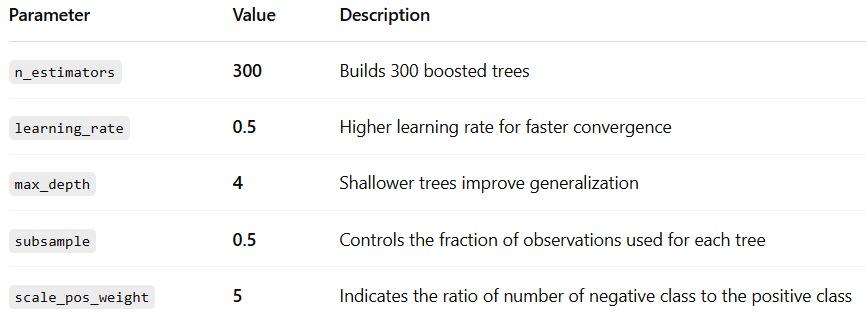 Parameter Value Description
n_estimators 300 Builds 300 boosted trees
learning_rate 0.5 Higher learning rate for faster convergence
max_depth 4 Shallower trees improve generalization
subsample 0.5 Controls the fraction of observations used for each tree
scale_pos_weight 5 Indicates the ratio of number of negative class to the positive class